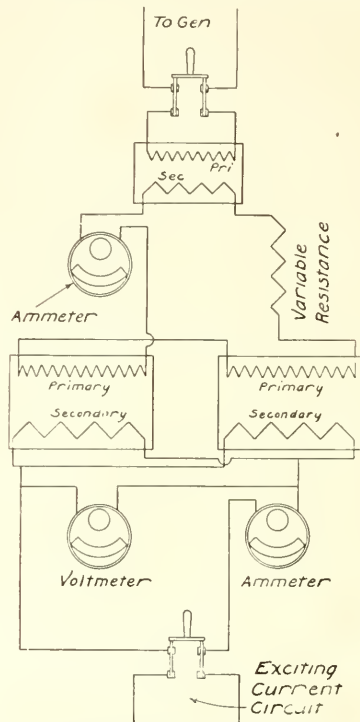 To Gen
Pri
Sec
Variable
Resistance
Ammeter
Primary
Primary
Secondary
Secondary
Voltmeter
Ammeter
Exciting
Current
Circuit